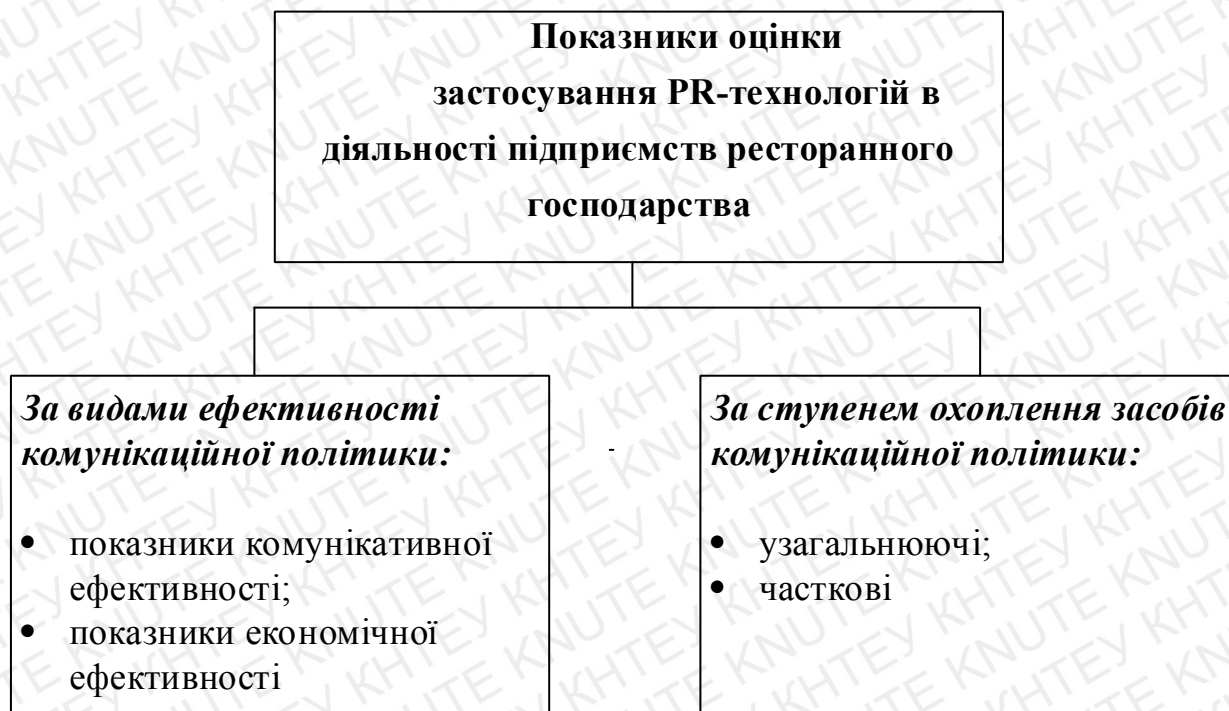 Показники оцінки
застосування PR-технологій в
діяльності підприємств ресторанного
господарства
За видами ефективності
комунікаційної політики:
• показники комунікативної
ефективності;
• показники економічної
ефективності
-
За ступенем охоплення засобів
комунікаційної політики:
• узагальнюючі;
• часткові